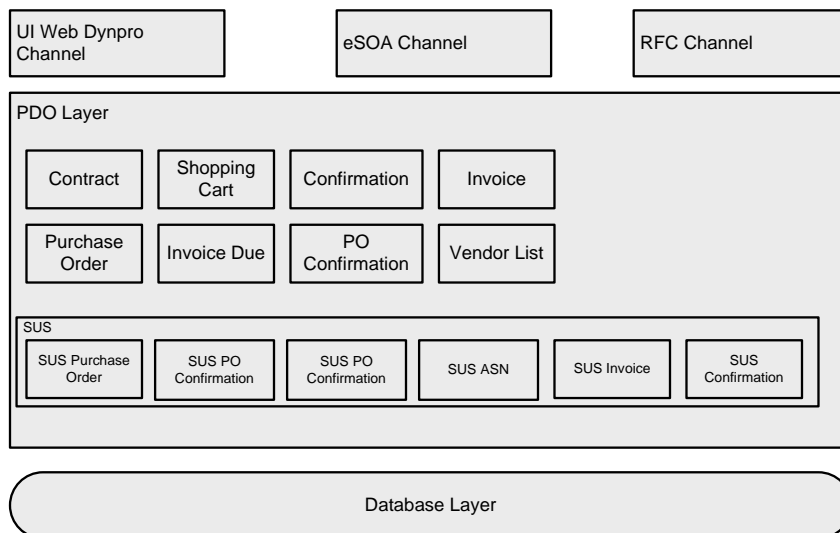 UI Web Dynpro
Channel
eSOA Channel
RFC Channel
PDO Layer
Contract
Shopping
Cart
Confirmation
Invoice
Purchase
Order
Invoice Due
PO
Confirmation
Vendor List
SUS
SUS Purchase
Order
SUS PO
Confirmation
SUS PO
Confirmation
SUS ASN
SUS Invoice
SUS
Confirmation
Database Layer